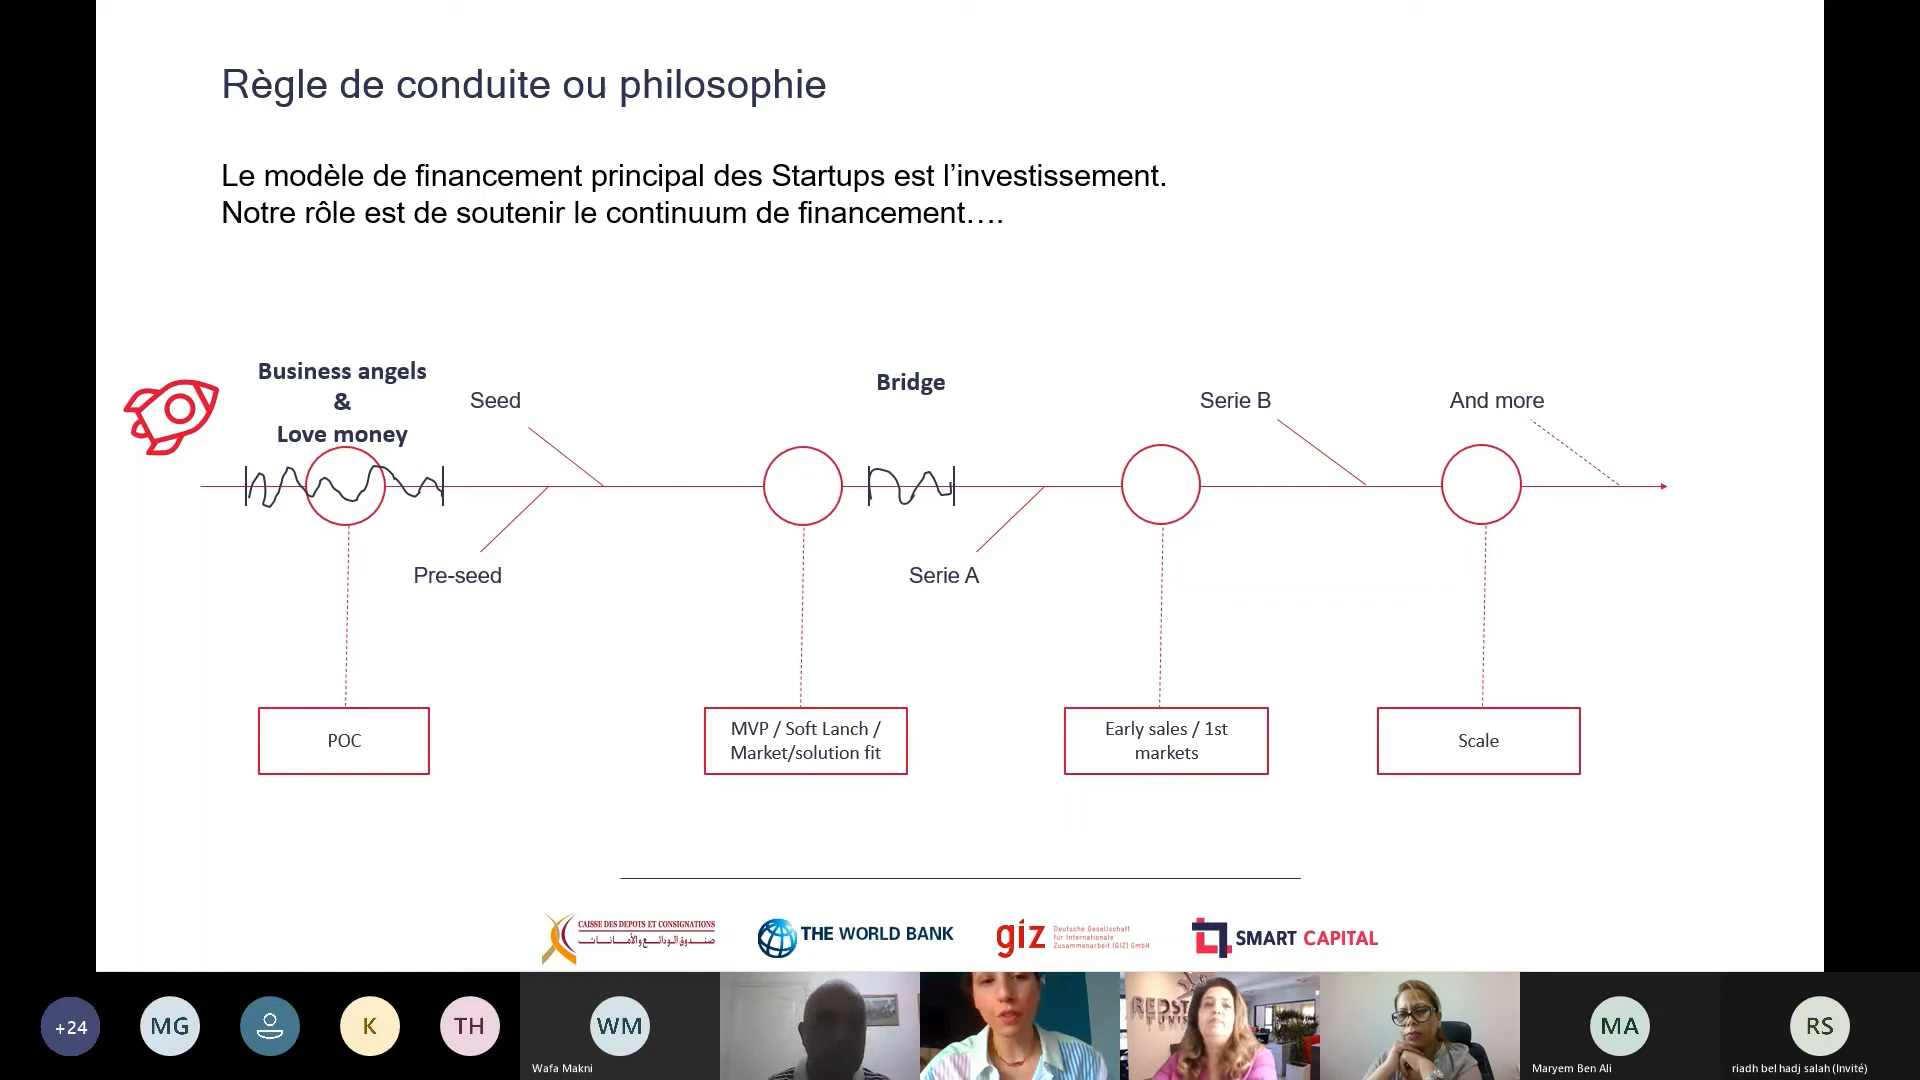 Règle de conduite ou philosophie
Le modèle de financement principal des Startups est l’investissement.
Notre rôle est de soutenir le continuum de financement….
Business angels
&
Love money
Seed
Bridge
Serie B
And more
Pre-seed
Serie A
POC
MVP / Soft Lanch /
Market/solution fit
Early sales / 1st
markets
Scale
CAISSE DES DEPOTS ET CONSIGNATIONS
صندوق الودائع والأمانات
THE WORLD BANK
giz
Deutsche Gesellschaft
für Internationale
Zusammenarbeit (GIZ) GmbH
SMART CAPITAL
+24
MG
K
TH
WM
Wafa Makni
REDST
MA
Maryem Ben Ali
RS
riadh bel hadj salah (Invité)